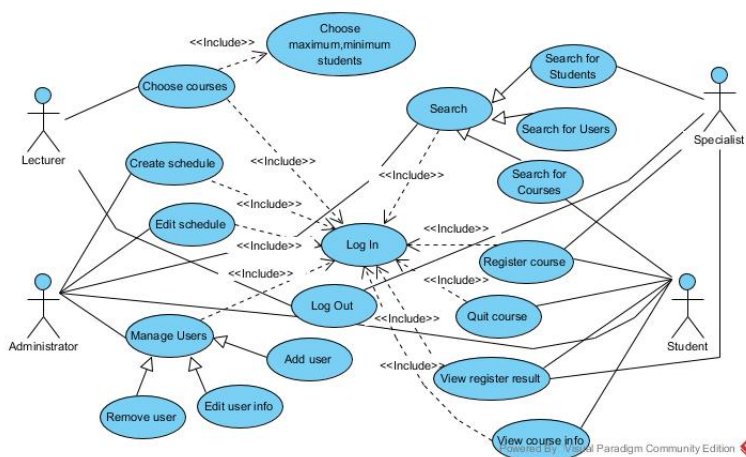 Choose
maximum,minimum
students
<<Include>>
Choose courses
Search for
Students
Search
Search for Users
Lecturer
Specialist
Create schedule
<<Include>>
<<Include>>
Search for
Courses
<<Include>>
Edit schedule
<<Include>>
Log In
Register course
<<Include>>
<<Include>>
Log Out
Quit course
Administrator
Manage Users
Student
Add user
<<Include>>
View register result
Remove user
Edit user info
View course info
Powered By Visual Paradigm Community Edition